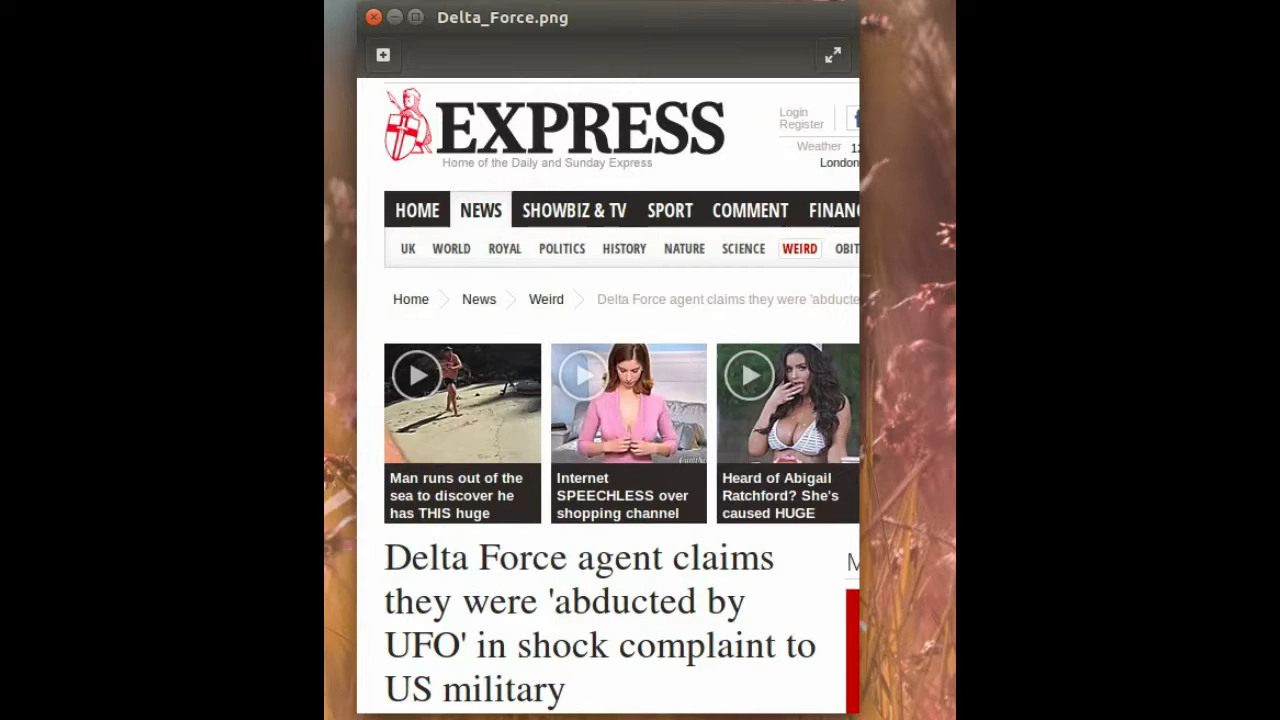 Delta_Force.png
EXPRESS
Home of the Daily and Sunday Express
Login
Register
Weather
London
HOME NEWS SHOWBIZ & TV SPORT COMMENT FINANC
UK WORLD ROYAL POLITICS HISTORY NATURE SCIENCE WEIRD OBIT
Home News Weird Delta Force agent claims they were 'abducte
Man runs out of the
sea to discover he
has THIS huge
Internet
SPEECHLESS over
shopping channel
Heard of Abigail
Ratchford? She's
caused HUGE
Delta Force agent claims
they were 'abducted by
UFO' in shock complaint to
US military